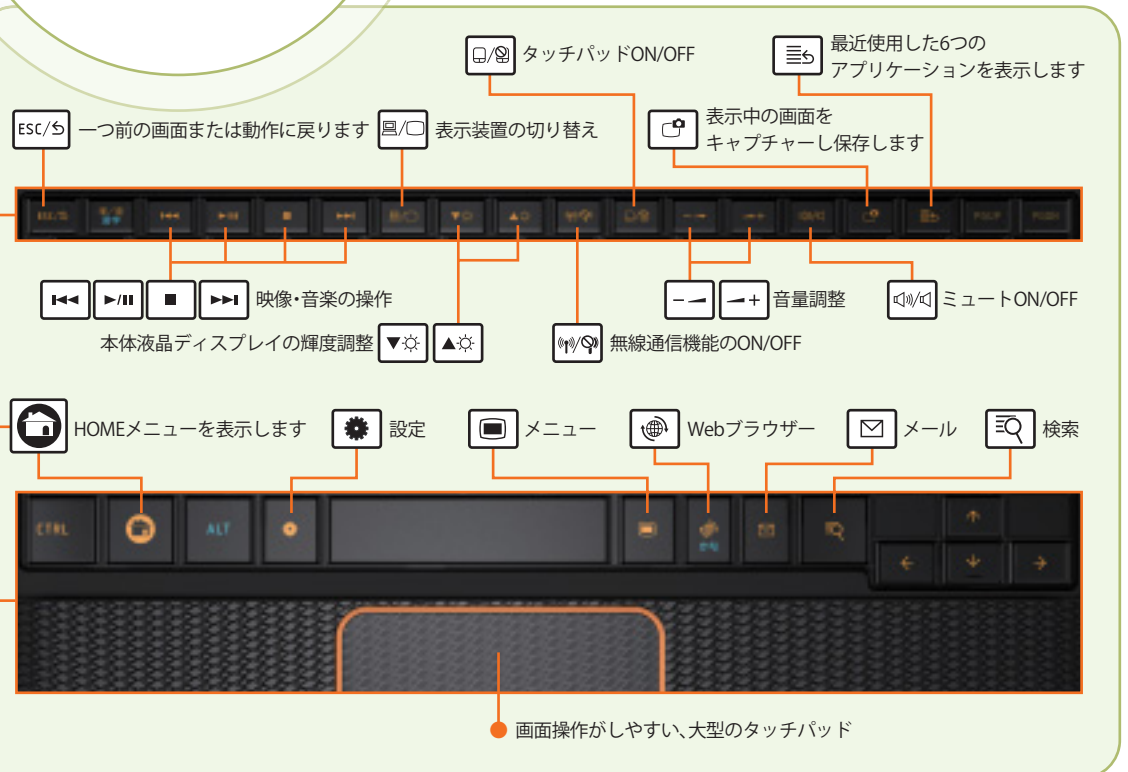 タッチパッドON/OFF
最近使用した6つの
アプリケーションを表示します
ESC/
一つ前の画面または動作に戻ります
表示装置の切り替え
表示中の画面を
キャプチャーし保存します
ESC/
映像・音楽の操作
音量調整
ミュートON/OFF
本体液晶ディスプレイの輝度調整
無線通信機能のON/OFF
HOMEメニューを表示します
設定
メニュー
Webブラウザー
メール
検索
CTRL
ALT
画面操作がしやすい、大型のタッチパッド